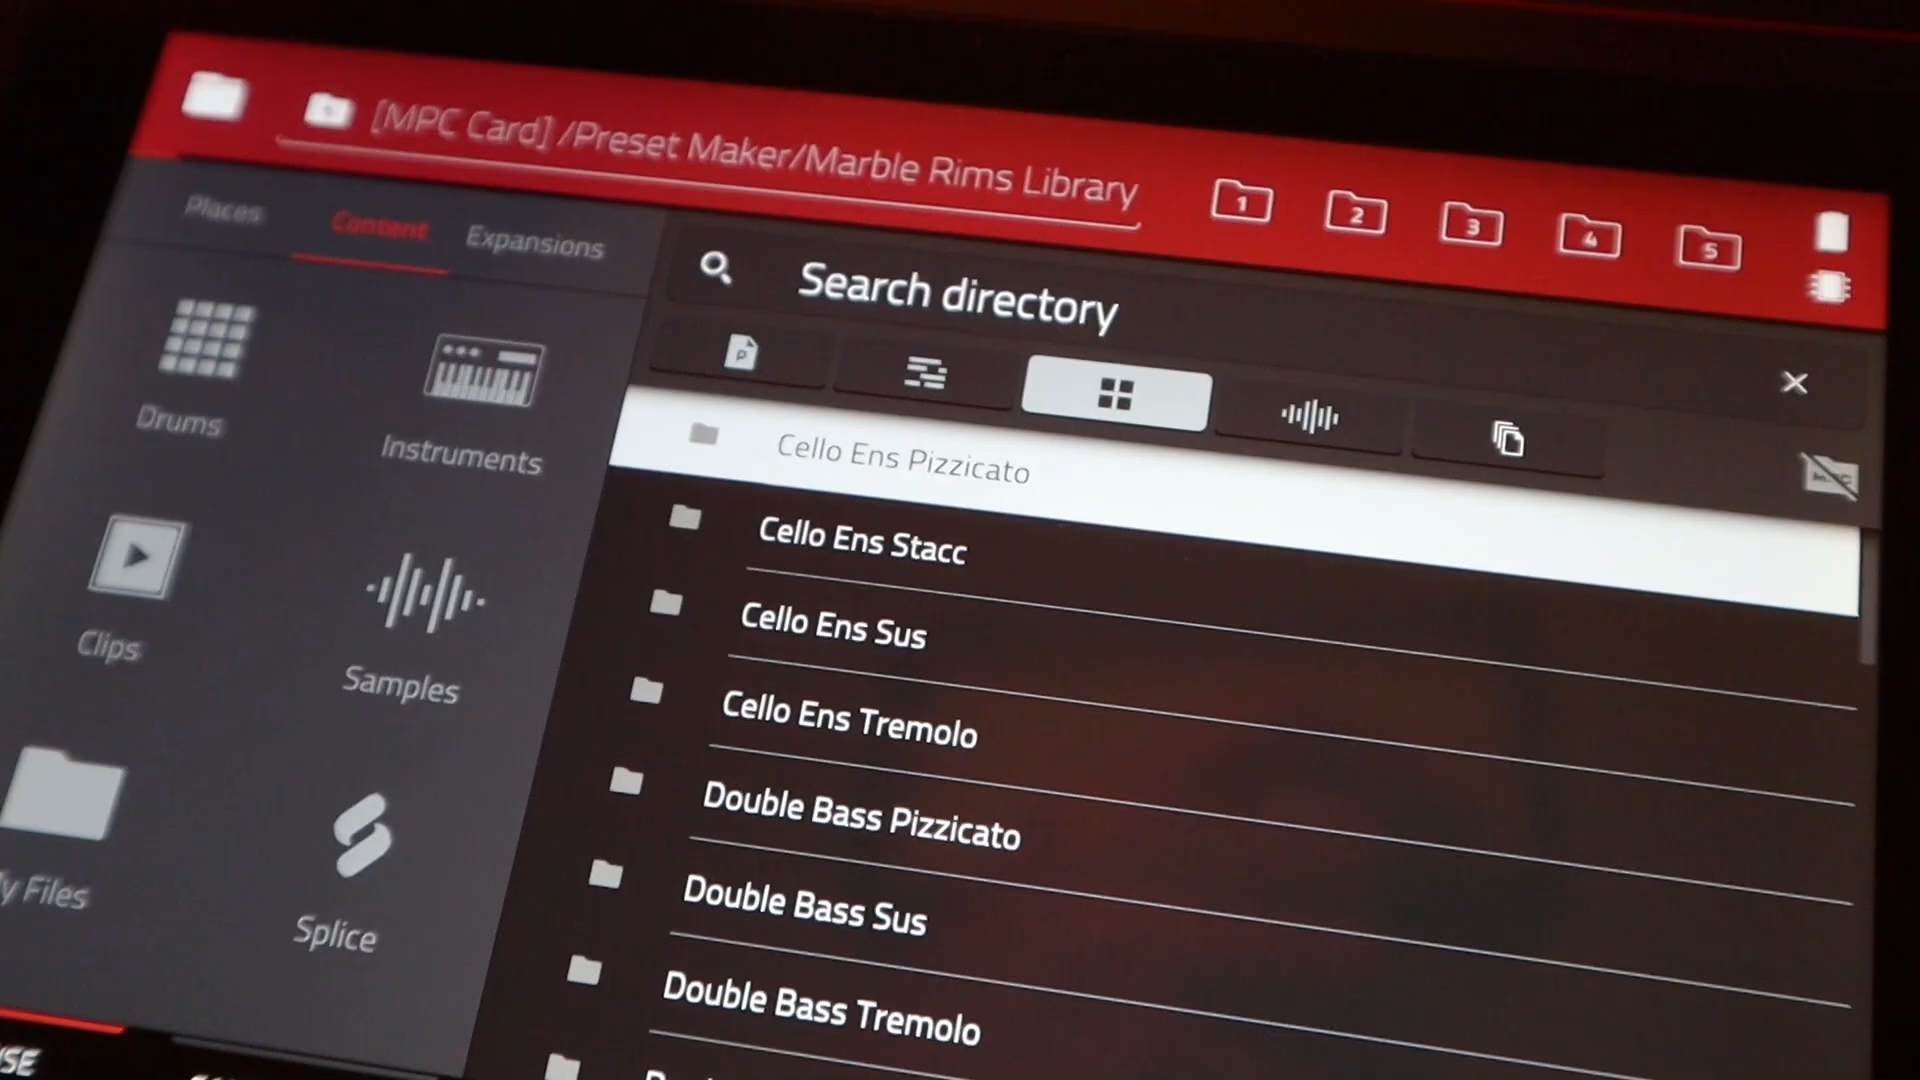 [MPC Card] /Preset Maker/Marble Rims Library
1 2 3 4 5
Places Content Expansions
Search directory
P
Drums
Instruments
Clips
Samples
y Files
Splice
Cello Ens Pizzicato
Cello Ens Stacc
Cello Ens Sus
Cello Ens Tremolo
Double Bass Pizzicato
Double Bass Sus
Double Bass Tremolo